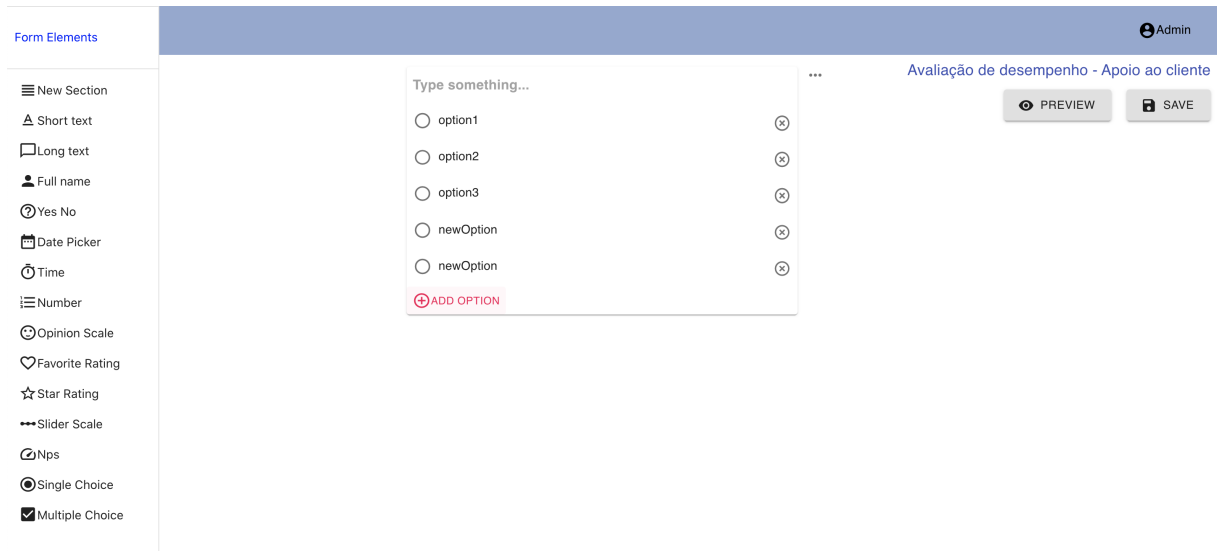 Form Elements
New Section
Short text
Long text
Full name
Yes No
Date Picker
Time
Number
Opinion Scale
Favorite Rating
Star Rating
Slider Scale
Nps
Single Choice
Multiple Choice
Admin
Type something...
option1
option2
option3
newOption
newOption
ADD OPTION
Avaliação de desempenho - Apoio ao cliente
PREVIEW
SAVE